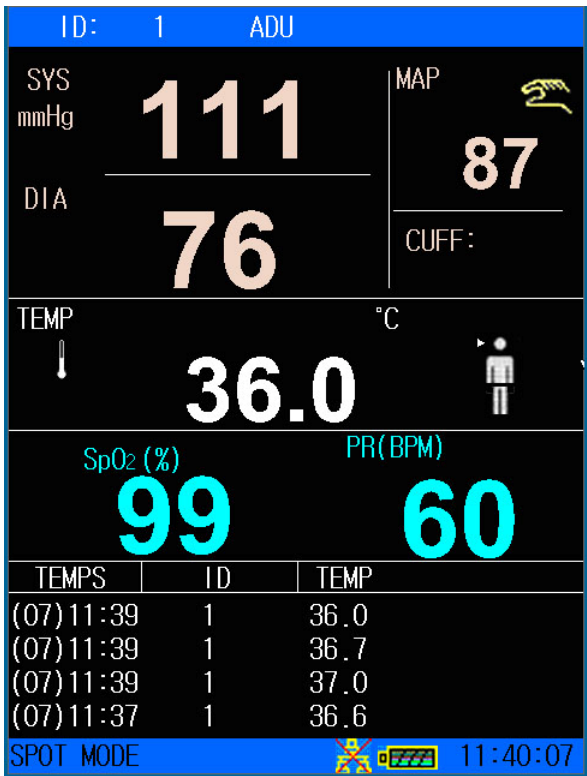 ID: 1 ADU
SYS
mmHg
111
MAP
87
DIA
76
CUFF:
TEMP
°C
36.0
SpO2 (%)
99
PR(BPM)
60
TEMPS ID TEMP
(07)11:39 1 36.0
(07)11:39 1 36.7
(07)11:39 1 37.0
(07)11:37 1 36.6
SPOT MODE 11:40:07